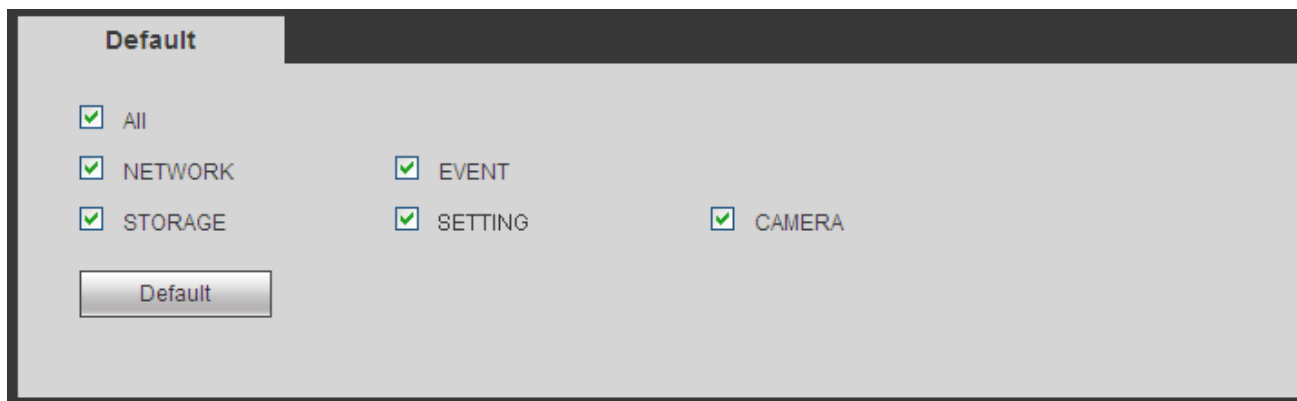 Default
All
NETWORK EVENT
STORAGE SETTING CAMERA
Default